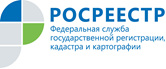 РОСРЕЕСТР
Федеральная служба
государственной регистрации,
кадастра и картографии